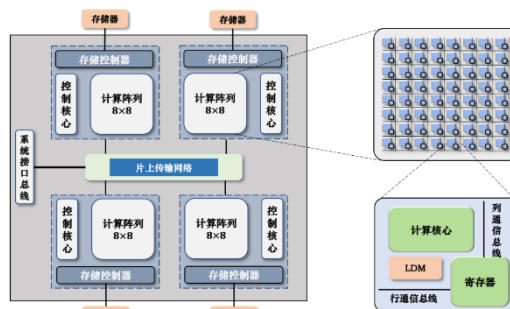 存储器
存储器
存储控制器
存储控制器
控制核心
计算阵列
8×8
计算阵列
8×8
控制核心
系统接口总线
片上传输网络
控制核心
计算阵列
8×8
计算阵列
8×8
控制核心
存储控制器
存储控制器
计算核心
列通信总线
LDM
寄存器
行通信总线